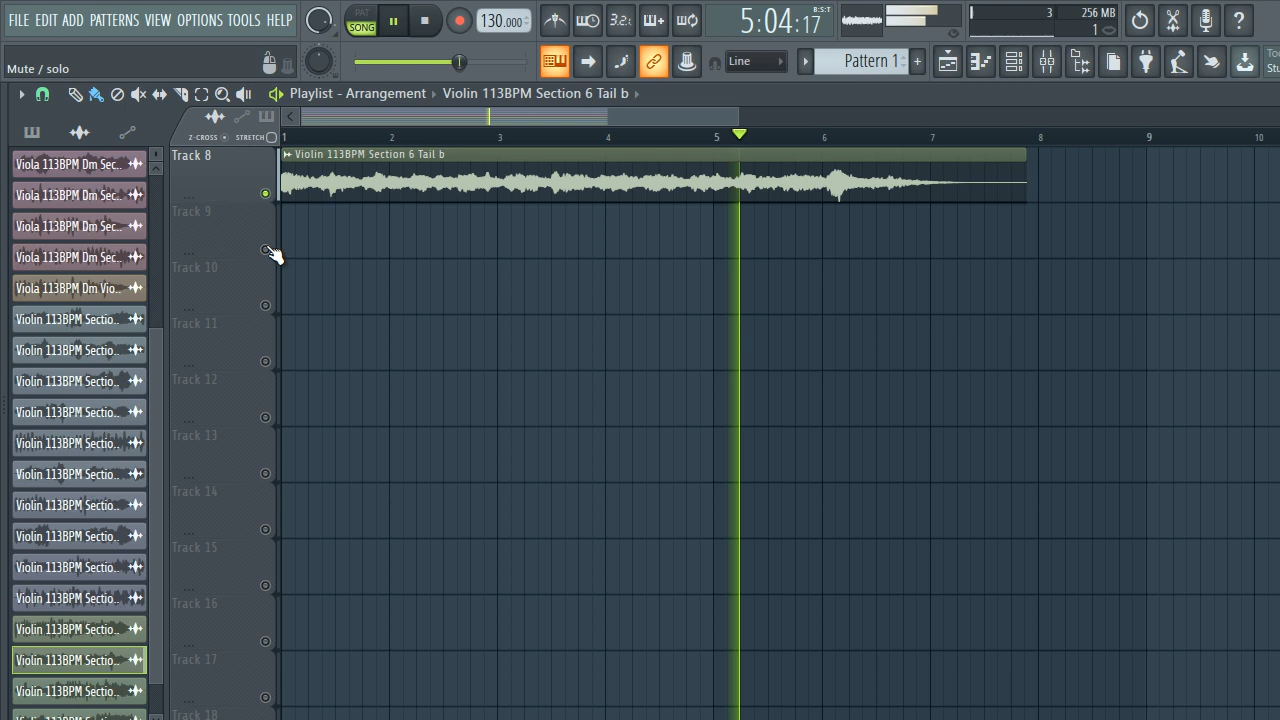 FILE EDIT ADD PATTERNS VIEW OPTIONS TOOLS HELP
PAT
SONG
130.000
3.2
5:04:17
B:S:T
3
256 MB
1
Mute / solo
Line
Pattern 1
Playlist - Arrangement
Violin 113BPM Section 6 Tail b
Z-CROSS
STRETCH
1 2 3 4 5 6 7 8 9 10
Viola 113BPM Dm Sec..
Viola 113BPM Dm Sec..
Viola 113BPM Dm Sec..
Viola 113BPM Dm Sec..
Viola 113BPM Dm Vio..
Violin 113BPM Sectio..
Violin 113BPM Sectio..
Violin 113BPM Sectio..
Violin 113BPM Sectio..
Violin 113BPM Sectio..
Violin 113BPM Sectio..
Violin 113BPM Sectio..
Violin 113BPM Sectio..
Violin 113BPM Sectio..
Violin 113BPM Sectio..
Violin 113BPM Sectio..
Violin 113BPM Sectio..
Violin 113BPM Sectio..
Track 8
Violin 113BPM Section 6 Tail b
Track 9
Track 10
Track 11
Track 12
Track 13
Track 14
Track 15
Track 16
Track 17
Track 18